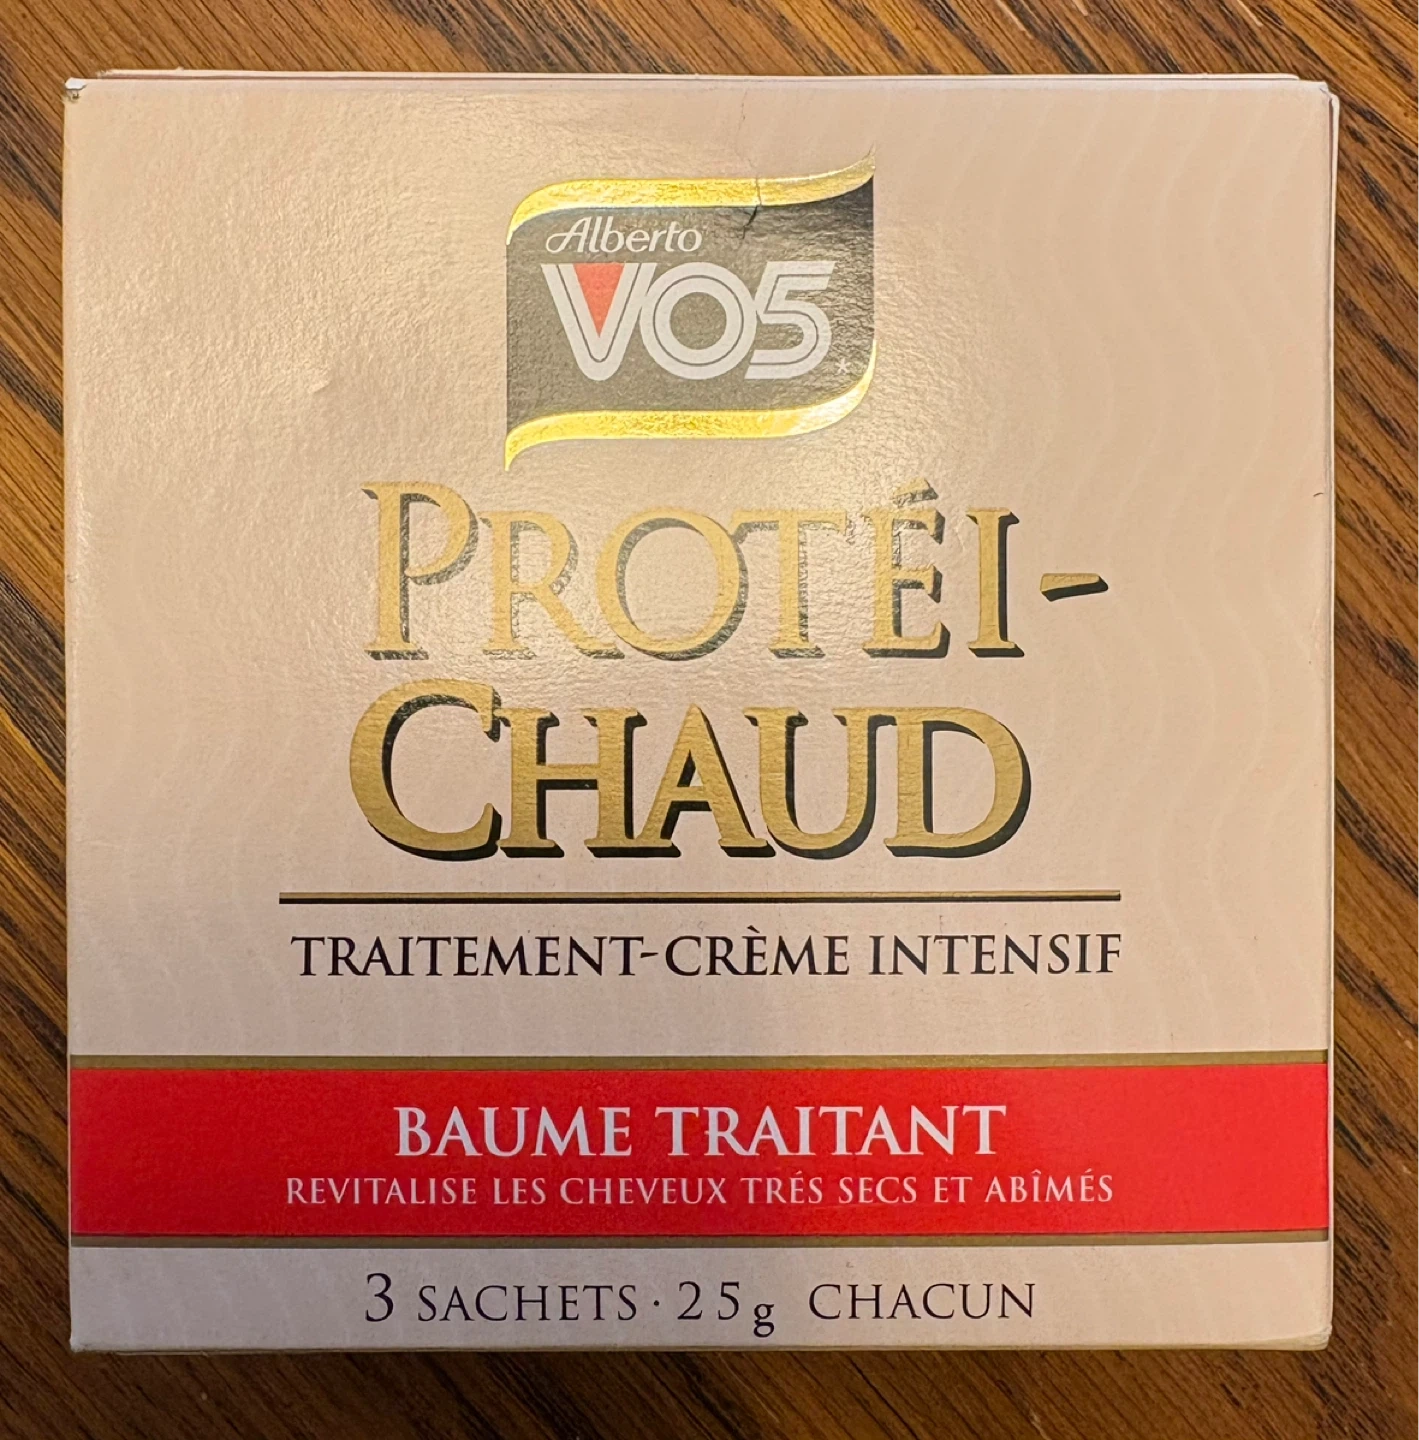 Alberto
VO5*
PROTÉI-
CHAUD
TRAITEMENT-CRÈME INTENSIF
BAUME TRAITANT
REVITALISE LES CHEVEUX TRÉS SECS ET ABÎMÉS
3 SACHETS · 25g CHACUN